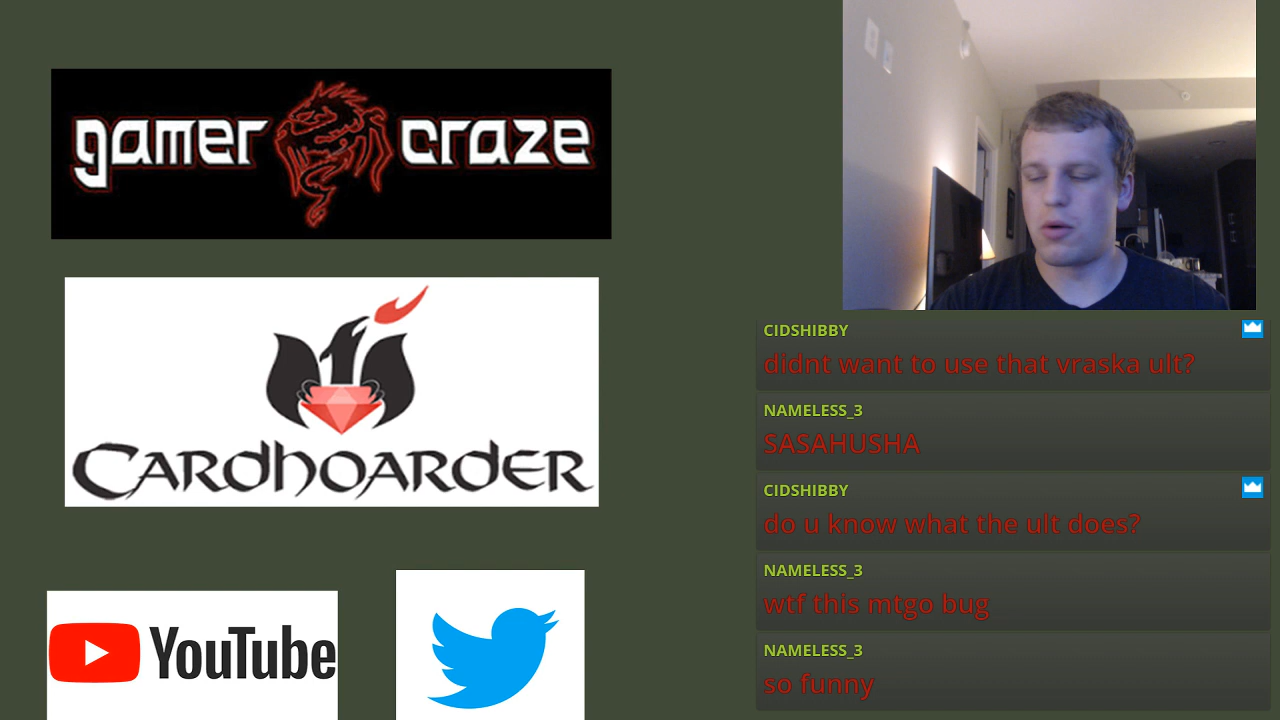 gamer craze
CARDHOARDER
YouTube
CIDSHIBBY
didnt want to use that vraska ult?
NAMELESS_3
SASAHUSHA
CIDSHIBBY
do u know what the ult does?
NAMELESS_3
wtf this mtgo bug
NAMELESS_3
so funny